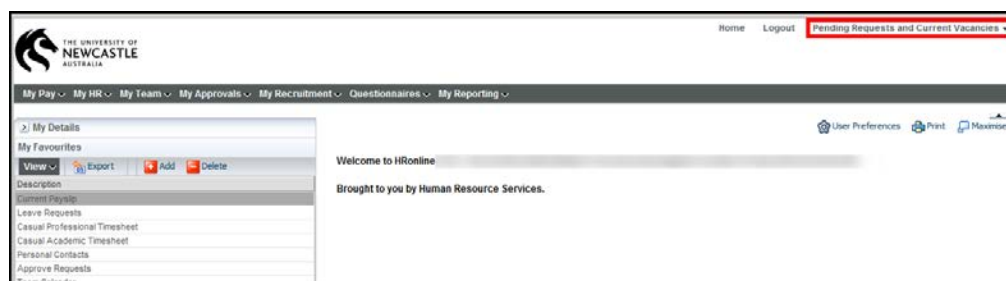 Home Logout Pending Requests and Current Vacancies
THE UNIVERSITY OF
NEWCASTLE
AUSTRALIA
My Pay My HR My Team My Approvals My Recruitment Questionnaires My Reporting
My Details
User Preferences Print Maximise
My Favourites
View Export Add Delete
Welcome to HRonline
Description
Brought to you by Human Resource Services.
Current Payslip
Leave Requests
Casual Professional Timesheet
Casual Academic Timesheet
Personal Contacts
Approve Requests